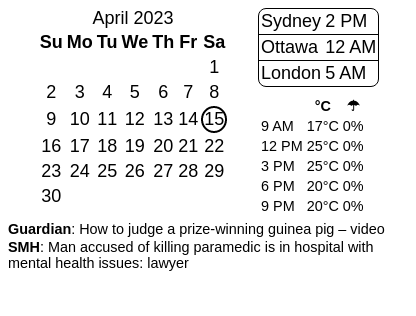 April 2023
Su Mo Tu We Th Fr Sa
1
2 3 4 5 6 7 8
9 10 11 12 13 14 15
16 17 18 19 20 21 22
23 24 25 26 27 28 29
30
Sydney 2 PM
Ottawa 12 AM
London 5 AM
°C ☂
9 AM 17°C 0%
12 PM 25°C 0%
3 PM 25°C 0%
6 PM 20°C 0%
9 PM 20°C 0%
Guardian: How to judge a prize-winning guinea pig – video
SMH: Man accused of killing paramedic is in hospital with
mental health issues: lawyer